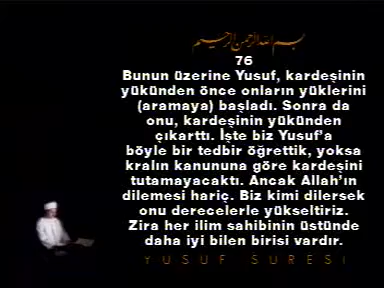 بسم الله الرحمن الرحيم
76
Bunun üzerine Yusuf, kardeşinin
yükünden önce onların yüklerini
(aramaya) başladı. Sonra da
onu, kardeşinin yükünden
çıkarttı. İşte biz Yusuf'a
böyle bir tedbir öğrettik, yoksa
kralın kanununa göre kardeşini
tutamayacaktı. Ancak Allah'ın
dilemesi hariç. Biz kimi dilersek
onu derecelerle yükseltiriz.
Zira her ilim sahibinin üstünde
daha iyi bilen birisi vardır.
YUSUF SURESİ